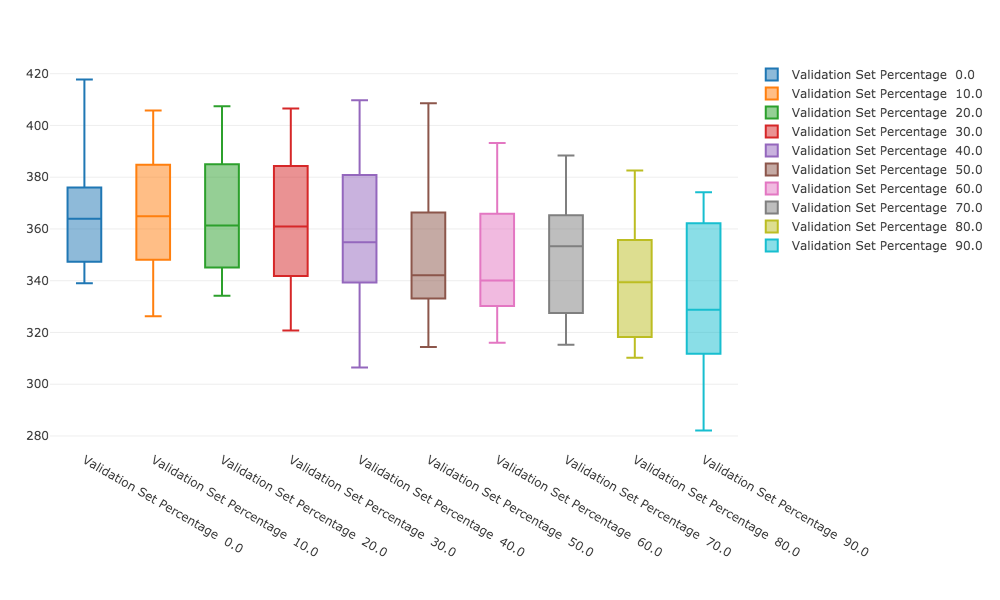 420
400
380
360
340
320
300
280
Validation Set Percentage 0.0
Validation Set Percentage 10.0
Validation Set Percentage 20.0
Validation Set Percentage 30.0
Validation Set Percentage 40.0
Validation Set Percentage 50.0
Validation Set Percentage 60.0
Validation Set Percentage 70.0
Validation Set Percentage 80.0
Validation Set Percentage 90.0
Validation Set Percentage 0.0
Validation Set Percentage 10.0
Validation Set Percentage 20.0
Validation Set Percentage 30.0
Validation Set Percentage 40.0
Validation Set Percentage 50.0
Validation Set Percentage 60.0
Validation Set Percentage 70.0
Validation Set Percentage 80.0
Validation Set Percentage 90.0